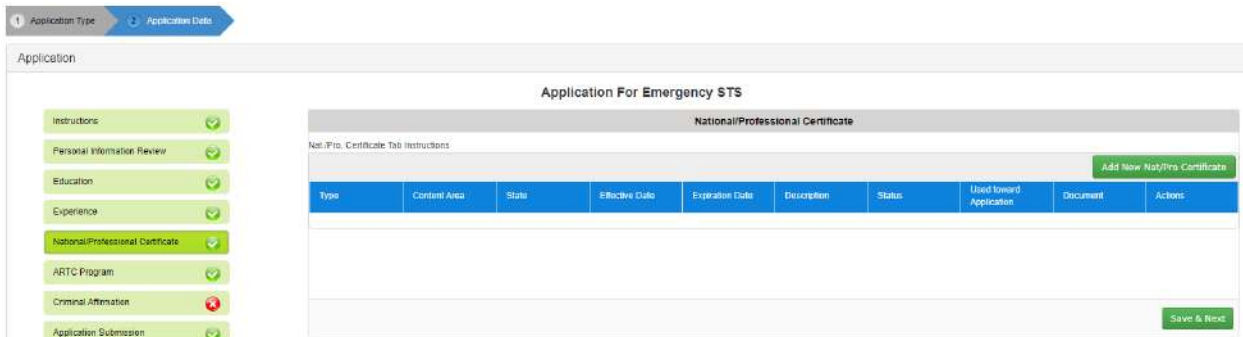 1 Application Type 2 Application Data
Application
Application For Emergency STS
Instructions
Personal Information Review
Education
Experience
National/Professional Certificate
ARTC Program
Criminal Affirmation
Application Submission
National/Professional Certificate
Nat./Pro. Certificate Tab Instructions
Add New Nat/Pro Certificate
Type Content Area State Effective Date Expiration Date Description Status Used toward Application Document Actions
Save & Next